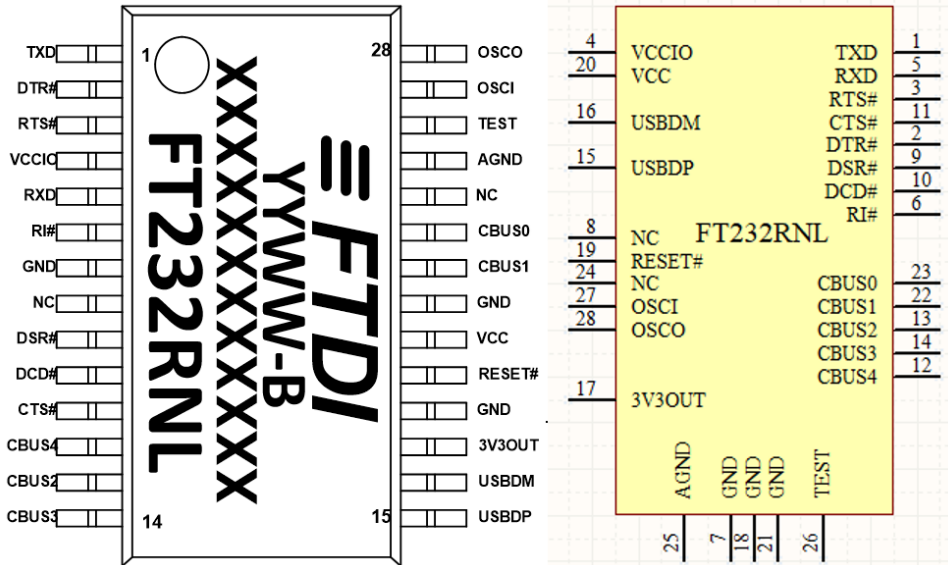 TXD
DTR#
RTS#
VCCIO
RXD
RI#
GND
NC
DSR#
DCD#
CTS#
CBUS4
CBUS2
CBUS3
1
14
FT232RNL
XXXXXXXXXXXX
YYWW-B
FTDI
28
15
OSCO
OSCI
TEST
AGND
NC
CBUS0
CBUS1
GND
VCC
RESET#
GND
3V3OUT
USBDM
USBDP
4 VCCIO
20 VCC
16 USBDM
15 USBDP
8 NC
19 RESET#
24 NC
27 OSCI
28 OSCO
17 3V3OUT
FT232RNL
TXD 1
RXD 5
RTS# 3
CTS# 11
DTR# 2
DSR# 9
DCD# 10
RI# 6
CBUS0 23
CBUS1 22
CBUS2 13
CBUS3 14
CBUS4 12
AGND 25
GND 7
GND 18
GND 21
TEST 26